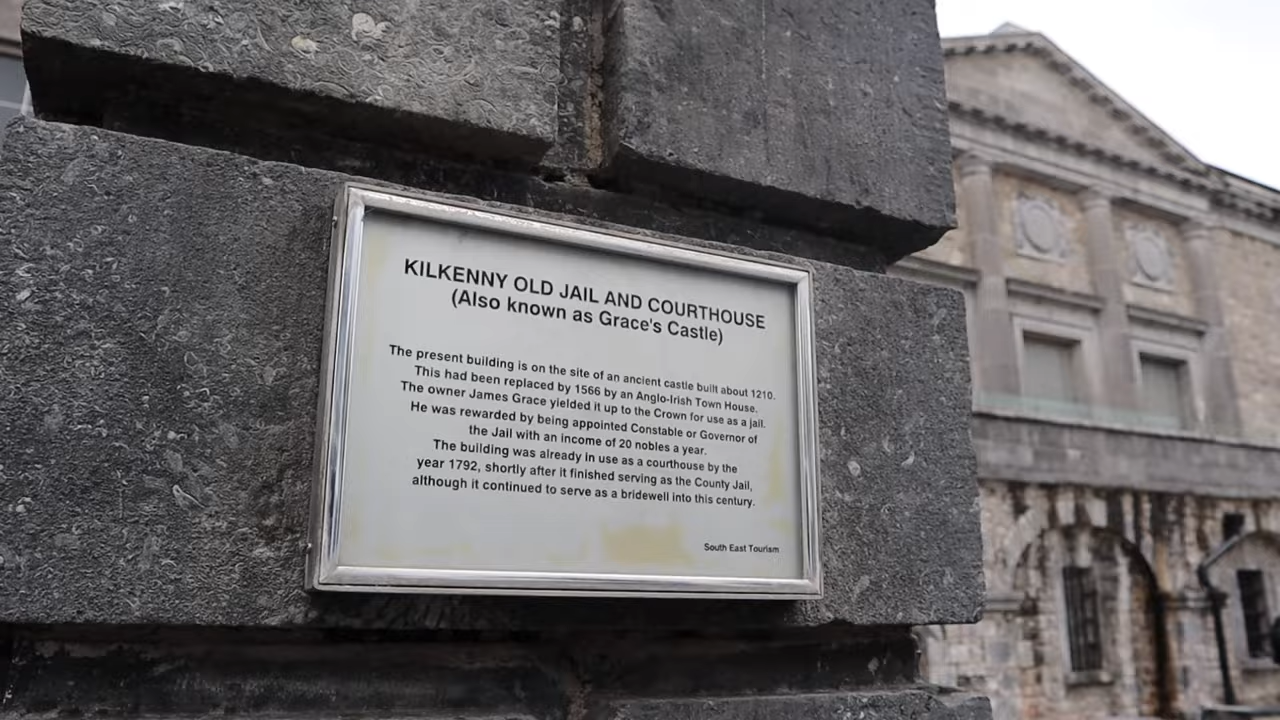 KILKENNY OLD JAIL AND COURTHOUSE
(Also known as Grace's Castle)
The present building is on the site of an ancient castle built about 1210.
This had been replaced by 1566 by an Anglo-Irish Town House.
The owner James Grace yielded it up to the Crown for use as a jail.
He was rewarded by being appointed Constable or Governor of
the Jail with an income of 20 nobles a year.
The building was already in use as a courthouse by the
year 1792, shortly after it finished serving as the County Jail,
although it continued to serve as a bridewell into this century.
South East Tourism